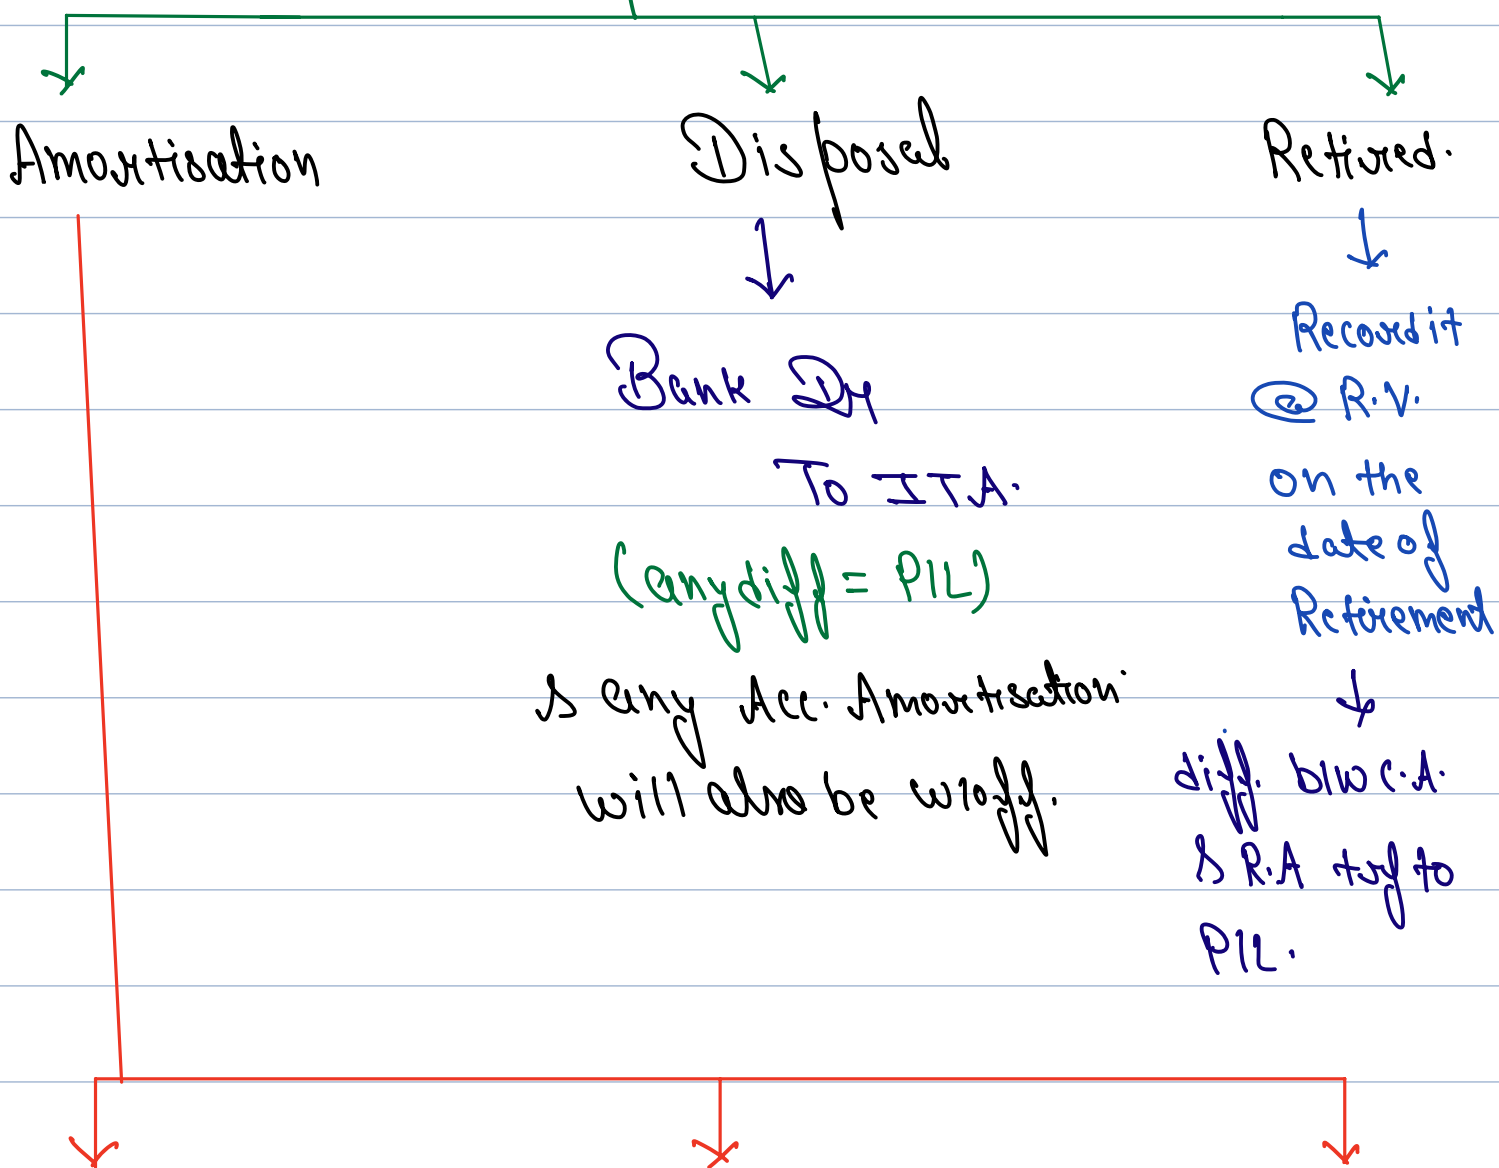 Amortisation
Disposal
Bank Dr
To ITA.
(any diff = P/L)
& any Acc. Amortisation
will also be w/off.
Retired.
Record it
@ R.V.
on the
date of
Retirement
diff. b/w C.A.
& R.A trf to
P/L.